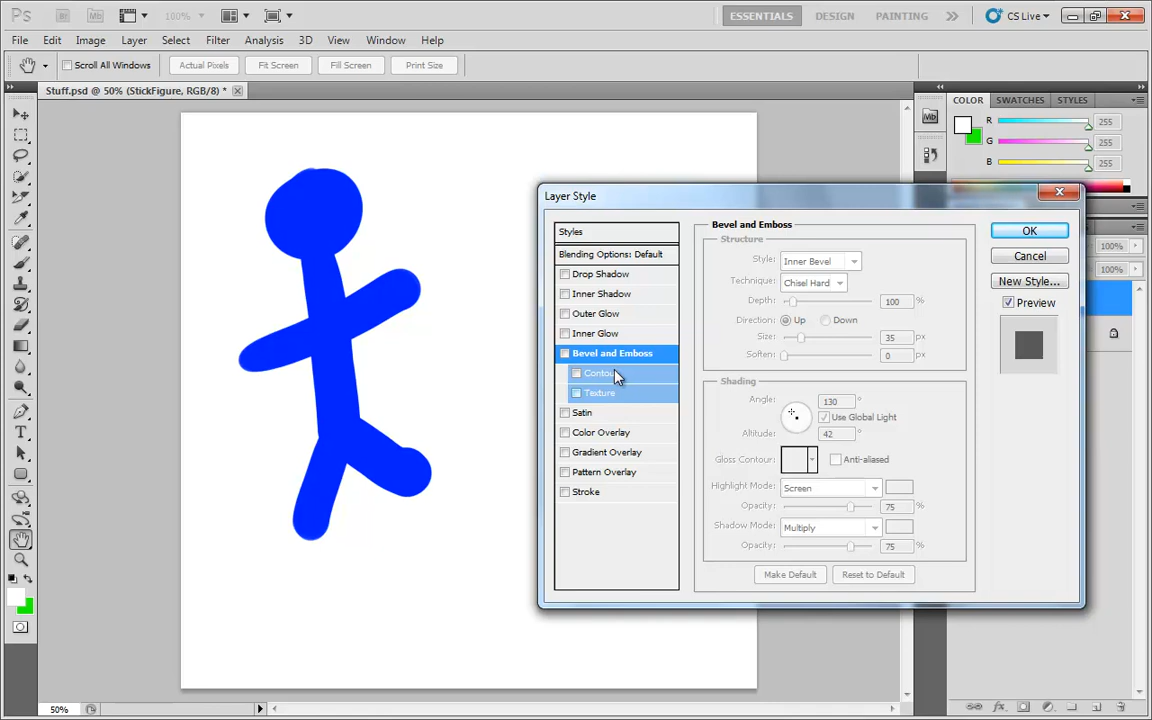 Ps Br Mb 100% ESSENTIALS DESIGN PAINTING CS Live
File Edit Image Layer Select Filter Analysis 3D View Window Help
Scroll All Windows Actual Pixels Fit Screen Fill Screen Print Size
Stuff.psd @ 50% (StickFigure, RGB/8) *
COLOR SWATCHES STYLES
Mb
R 255
G 255
B 255
Layer Style
Styles
Blending Options: Default
Drop Shadow
Inner Shadow
Outer Glow
Inner Glow
Bevel and Emboss
Contour
Texture
Satin
Color Overlay
Gradient Overlay
Pattern Overlay
Stroke
Bevel and Emboss
Structure
Style: Inner Bevel
Technique: Chisel Hard
Depth: 100 %
Direction: Up Down
Size: 35 px
Soften: 0 px
Shading
Angle: 130 °
Use Global Light
Altitude: 42 °
Gloss Contour: Anti-aliased
Highlight Mode: Screen
Opacity: 75 %
Shadow Mode: Multiply
Opacity: 75 %
Make Default Reset to Default
OK
Cancel
New Style...
Preview
100%
100%
T
50%
fx